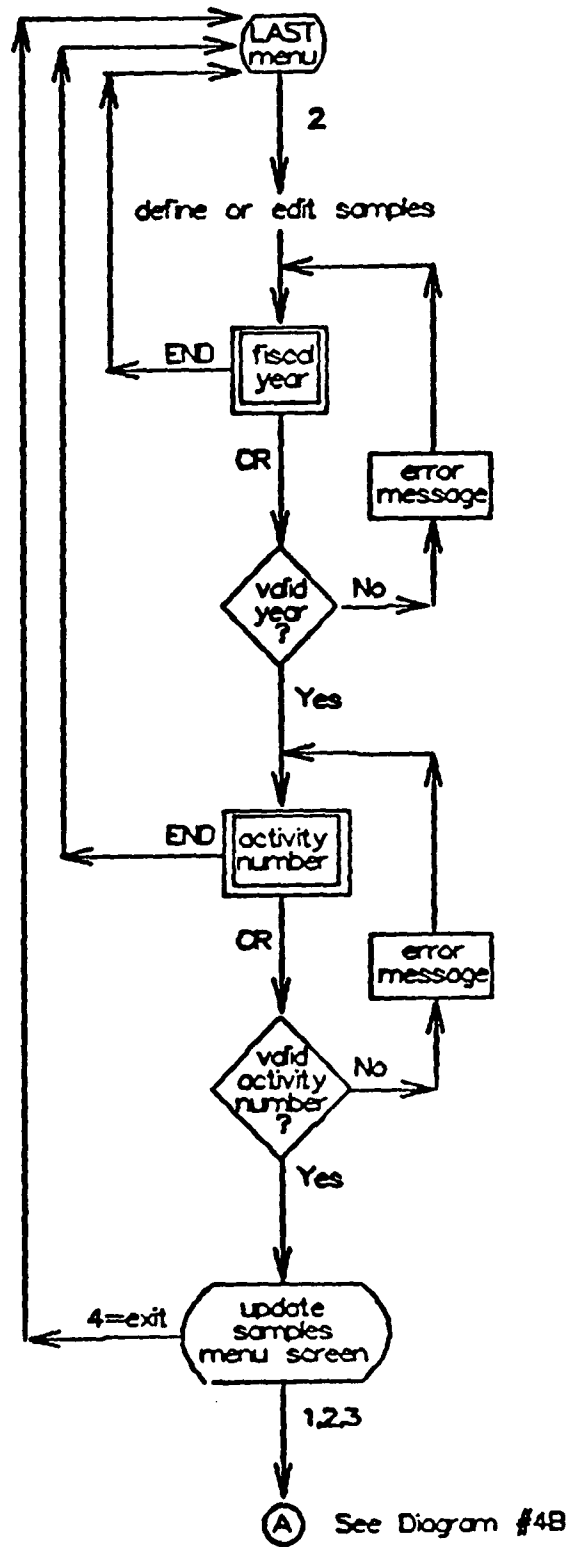 LAST
menu
2
define or edit samples
END
fiscal
year
CR
error
message
valid
year
?
No
Yes
END
activity
number
CR
error
message
valid
activity
number
?
No
Yes
4=exit
update
samples
menu screen
1,2,3
A See Diagram #4B